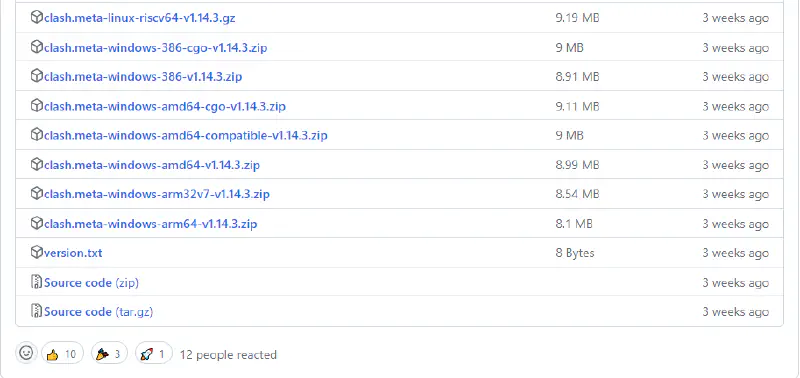 clash.meta-linux-riscv64-v1.14.3.gz 9.19 MB 3 weeks ago
clash.meta-windows-386-cgo-v1.14.3.zip 9 MB 3 weeks ago
clash.meta-windows-386-v1.14.3.zip 8.91 MB 3 weeks ago
clash.meta-windows-amd64-cgo-v1.14.3.zip 9.11 MB 3 weeks ago
clash.meta-windows-amd64-compatible-v1.14.3.zip 9 MB 3 weeks ago
clash.meta-windows-amd64-v1.14.3.zip 8.99 MB 3 weeks ago
clash.meta-windows-arm32v7-v1.14.3.zip 8.54 MB 3 weeks ago
clash.meta-windows-arm64-v1.14.3.zip 8.1 MB 3 weeks ago
version.txt 8 Bytes 3 weeks ago
Source code (zip) 3 weeks ago
Source code (tar.gz) 3 weeks ago
10 3 1 12 people reacted